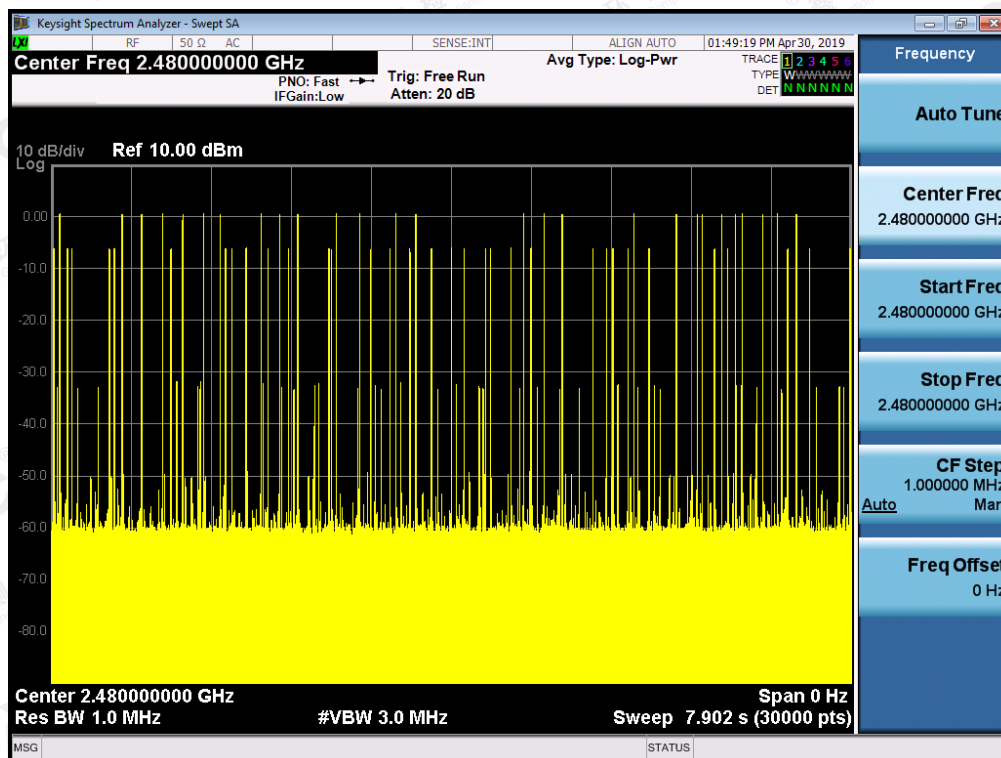 Keysight Spectrum Analyzer - Swept SA
LXI RF 50 Ω AC SENSE:INT ALIGN AUTO 01:49:19 PM Apr 30, 2019
Center Freq 2.480000000 GHz
PNO: Fast
IFGain:Low
Trig: Free Run
Atten: 20 dB
Avg Type: Log-Pwr
TRACE 1 2 3 4 5 6
TYPE WWWWWW
DET N N N N N N
10 dB/div Ref 10.00 dBm
Log
0.00
-10.0
-20.0
-30.0
-40.0
-50.0
-60.0
-70.0
-80.0
Center 2.480000000 GHz Span 0 Hz
Res BW 1.0 MHz #VBW 3.0 MHz Sweep 7.902 s (30000 pts)
MSG STATUS
Frequency
Auto Tune
Center Freq
2.480000000 GHz
Start Freq
2.480000000 GHz
Stop Freq
2.480000000 GHz
CF Step
1.000000 MHz
Auto Man
Freq Offset
0 Hz